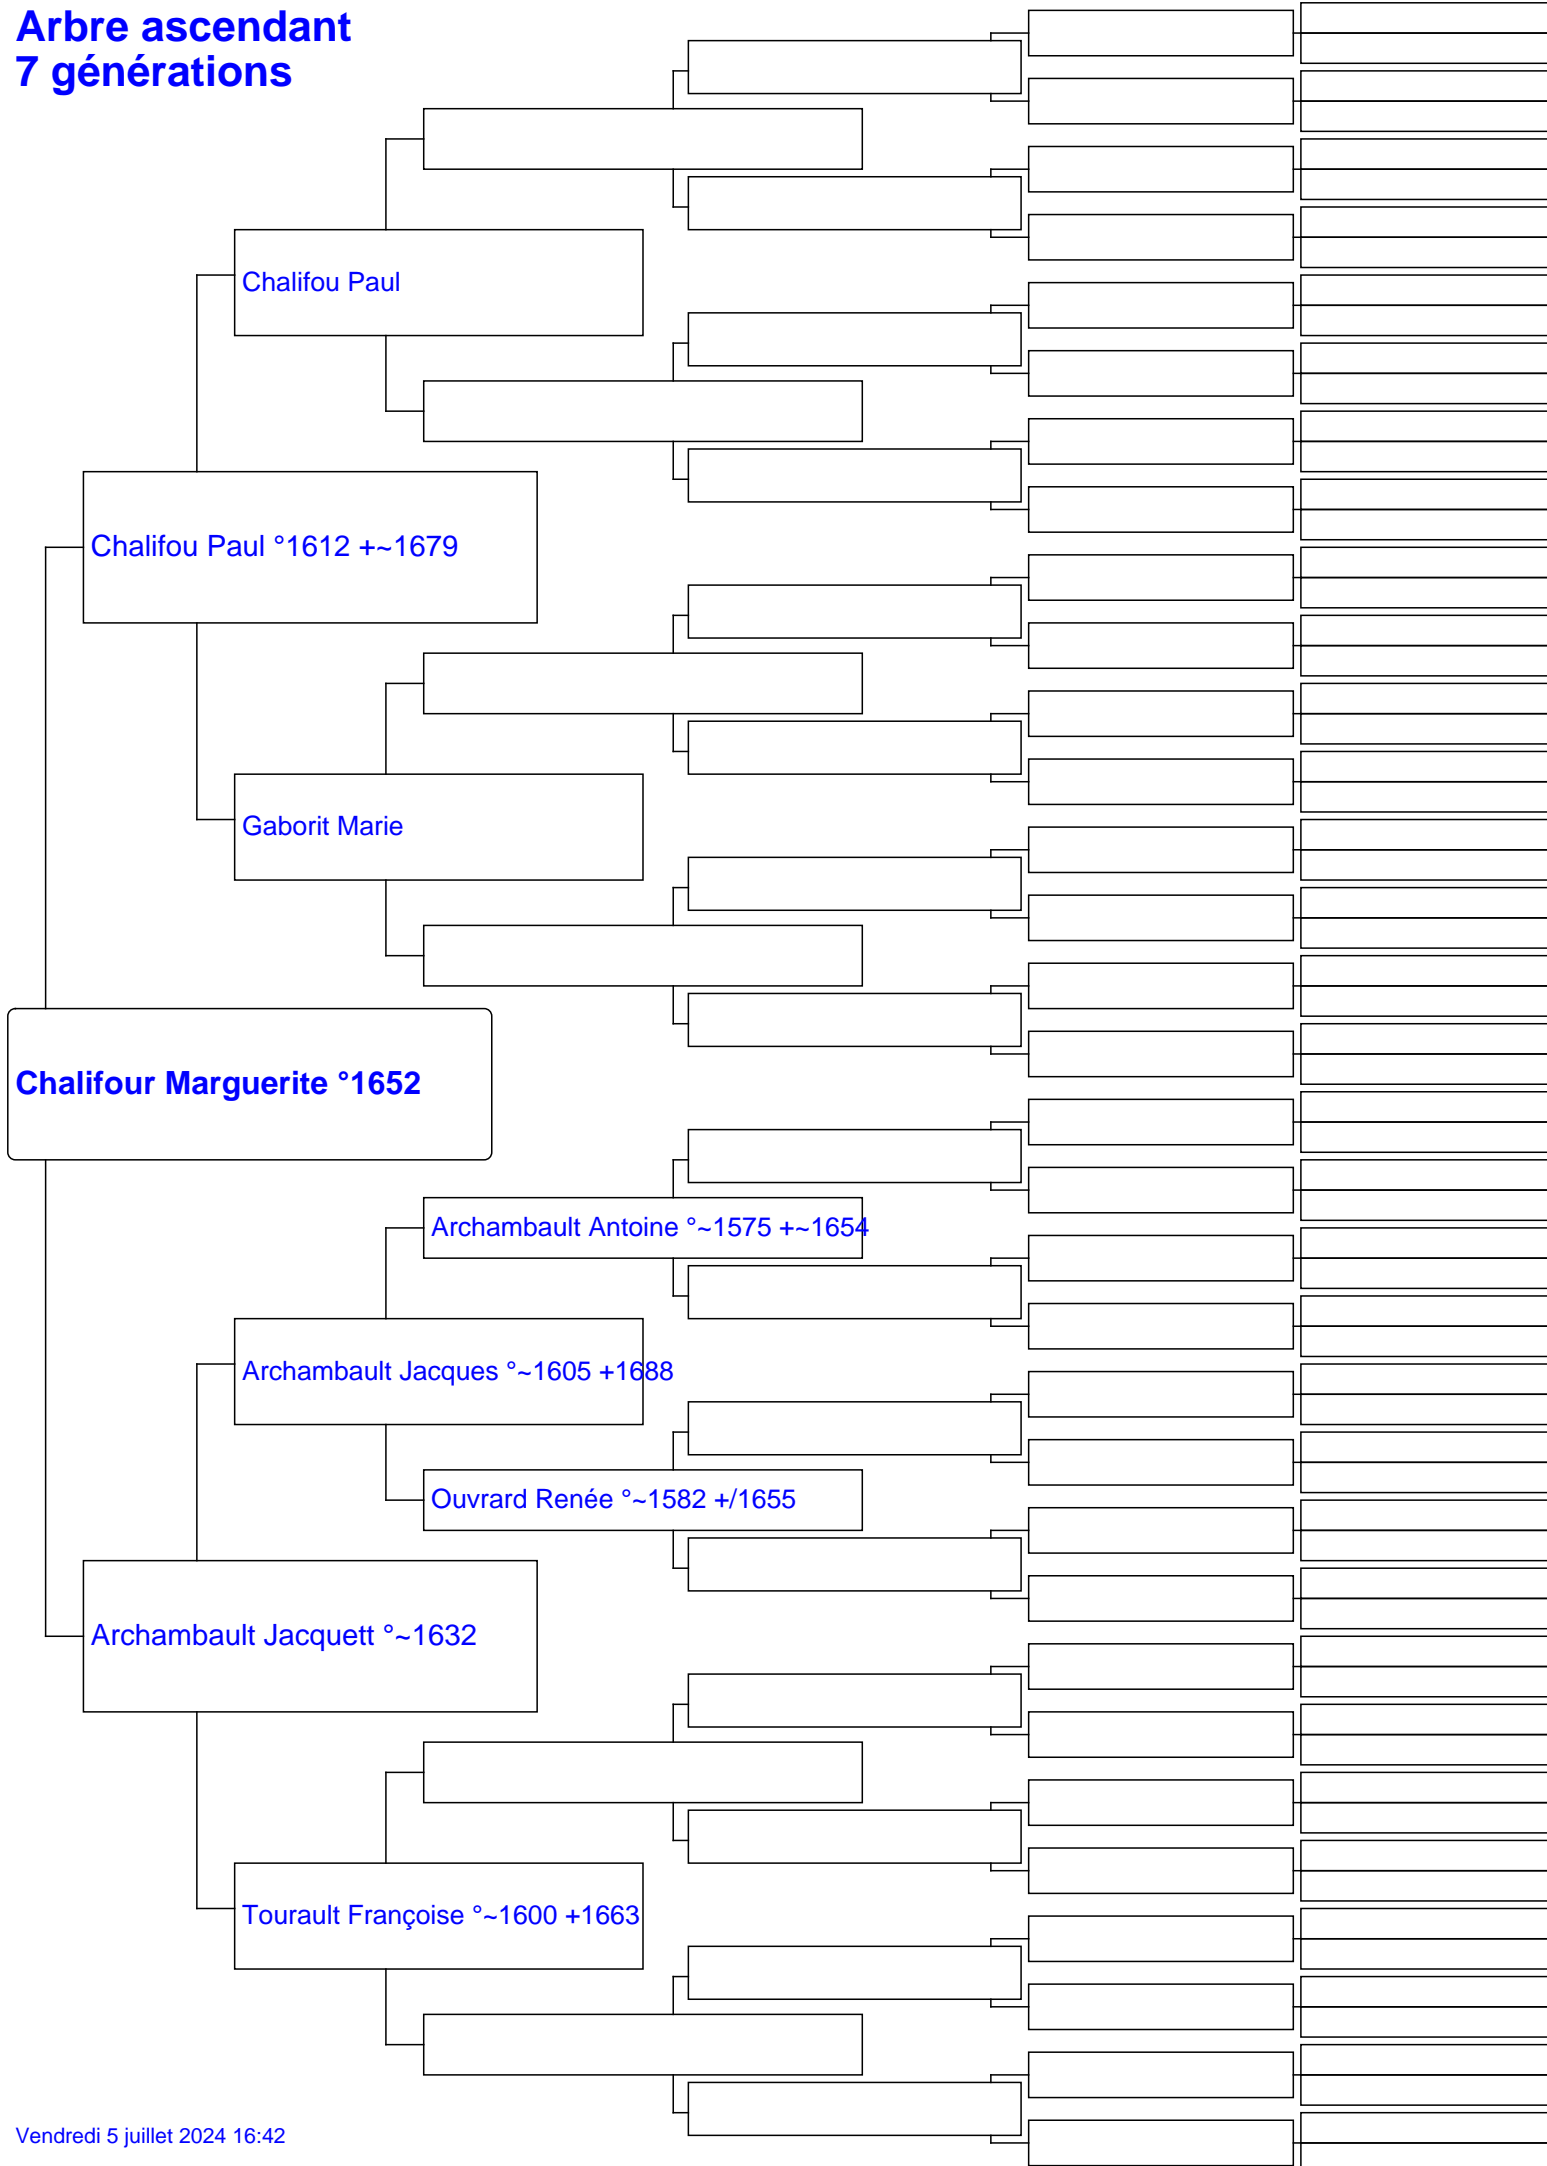 Arbre ascendant
7 générations
Chalifou Paul
Chalifou Paul °1612 +~1679
Gaborit Marie
Chalifour Marguerite °1652
Archambault Antoine °~1575 +~1654
Archambault Jacques °~1605 +1688
Ouvrard Renée °~1582 +/1655
Archambault Jacquett °~1632
Tourault Françoise °~1600 +1663
Vendredi 5 juillet 2024 16:42